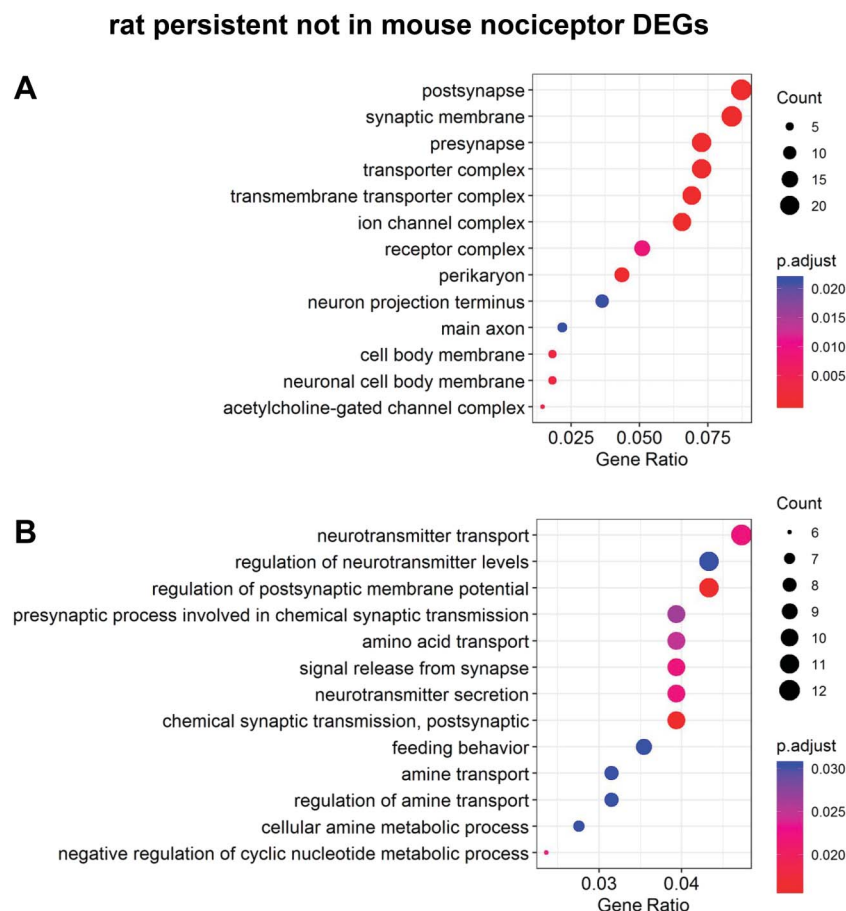 rat persistent not in mouse nociceptor DEGs
A
postsynapse
synaptic membrane
presynapse
transporter complex
transmembrane transporter complex
ion channel complex
receptor complex
perikaryon
neuron projection terminus
main axon
cell body membrane
neuronal cell body membrane
acetylcholine-gated channel complex
0.025 0.050 0.075
Gene Ratio
Count
5
10
15
20
p.adjust
0.020
0.015
0.010
0.005
B
neurotransmitter transport
regulation of neurotransmitter levels
regulation of postsynaptic membrane potential
presynaptic process involved in chemical synaptic transmission
amino acid transport
signal release from synapse
neurotransmitter secretion
chemical synaptic transmission, postsynaptic
feeding behavior
amine transport
regulation of amine transport
cellular amine metabolic process
negative regulation of cyclic nucleotide metabolic process
0.03 0.04
Gene Ratio
Count
6
7
8
9
10
11
12
p.adjust
0.030
0.025
0.020